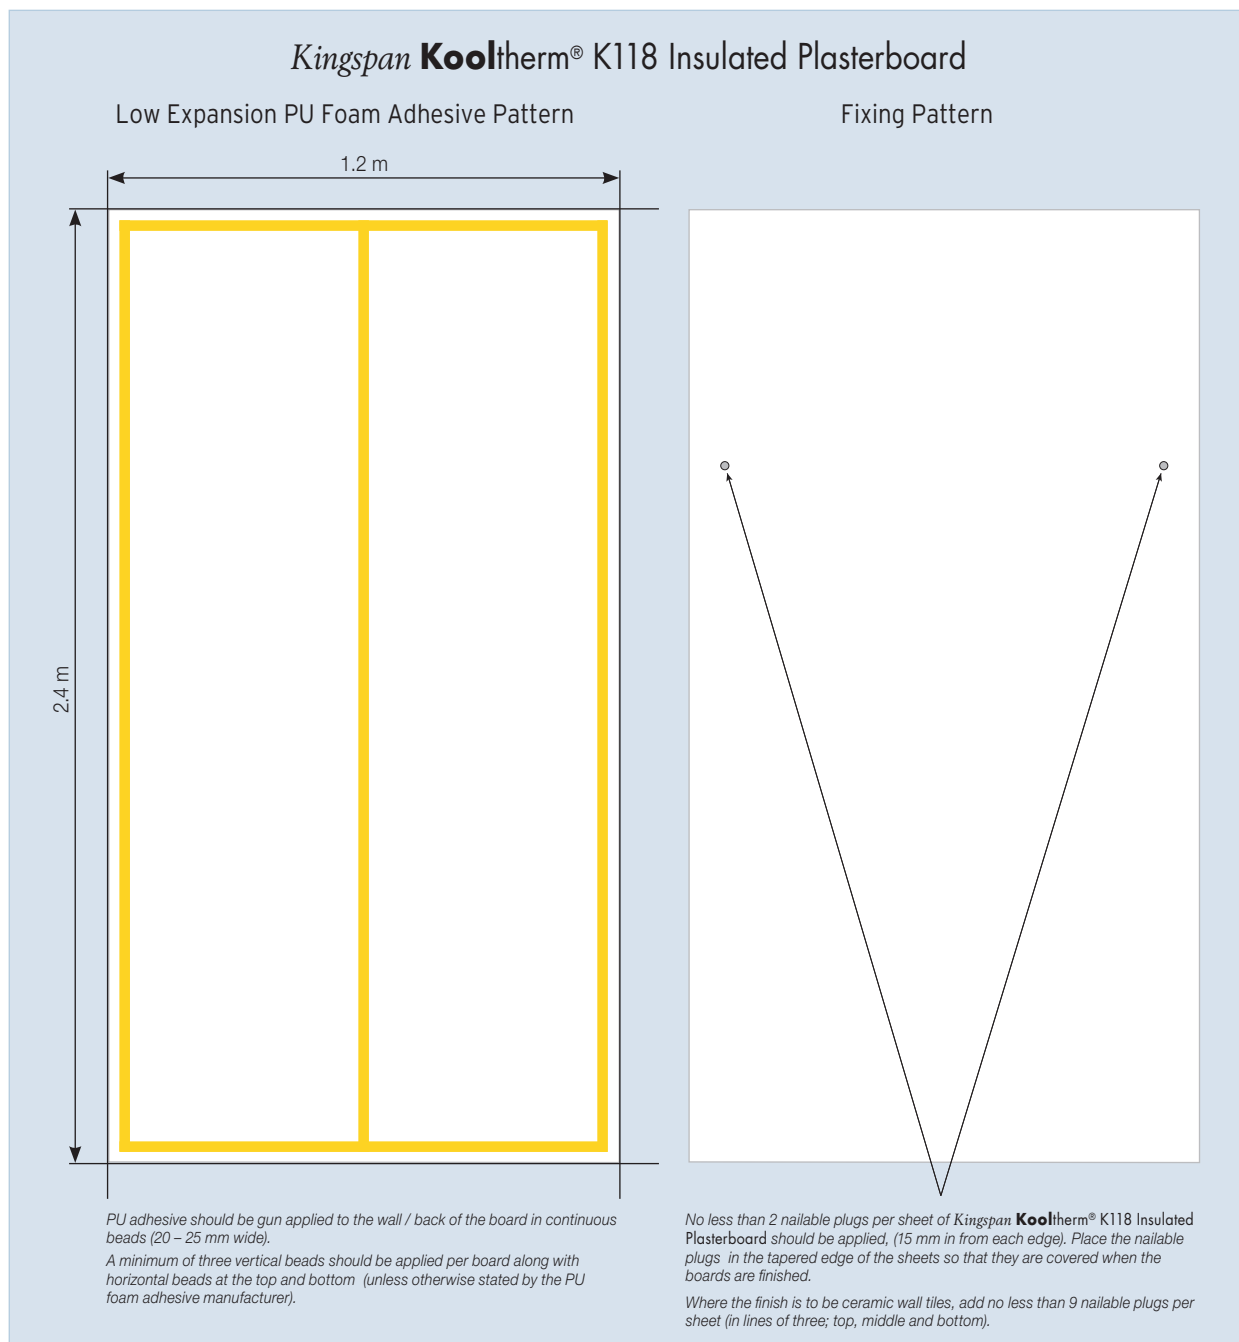 Kingspan Kooltherm® K118 Insulated Plasterboard
Low Expansion PU Foam Adhesive Pattern
Fixing Pattern
1.2 m
2.4 m
PU adhesive should be gun applied to the wall / back of the board in continuous
beads (20 – 25 mm wide).
A minimum of three vertical beads should be applied per board along with
horizontal beads at the top and bottom (unless otherwise stated by the PU
foam adhesive manufacturer).
No less than 2 nailable plugs per sheet of Kingspan Kooltherm® K118 Insulated
Plasterboard should be applied, (15 mm in from each edge). Place the nailable
plugs in the tapered edge of the sheets so that they are covered when the
boards are finished.
Where the finish is to be ceramic wall tiles, add no less than 9 nailable plugs per
sheet (in lines of three; top, middle and bottom).